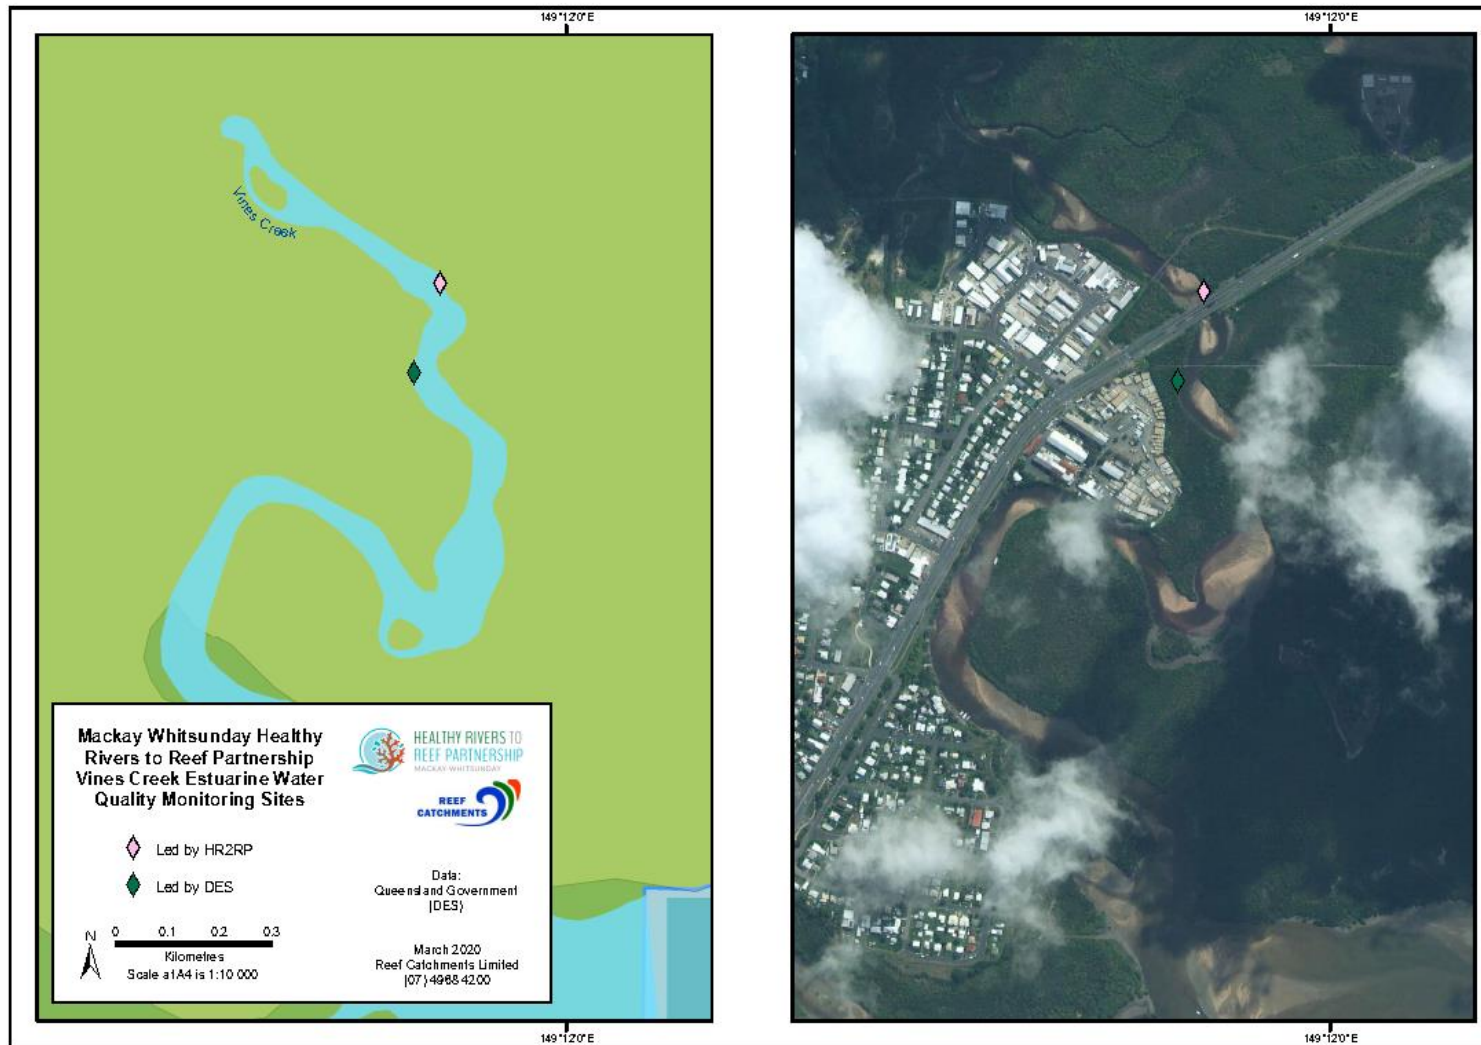 149°12'0"E
149°12'0"E
Vines Creek
Mackay Whitsunday Healthy
Rivers to Reef Partnership
Vines Creek Estuarine Water
Quality Monitoring Sites
HEALTHY RIVERS TO
REEF PARTNERSHIP
MACKAY-WHITSUNDAY
REEF
CATCHMENTS
Led by HR2RP
Led by DES
Data:
Queensland Government
(DES)
N
0 0.1 0.2 0.3
Kilometres
Scale at A4 is 1:10 000
March 2020
Reef Catchments Limited
(07) 4968 4200
149°12'0"E
149°12'0"E